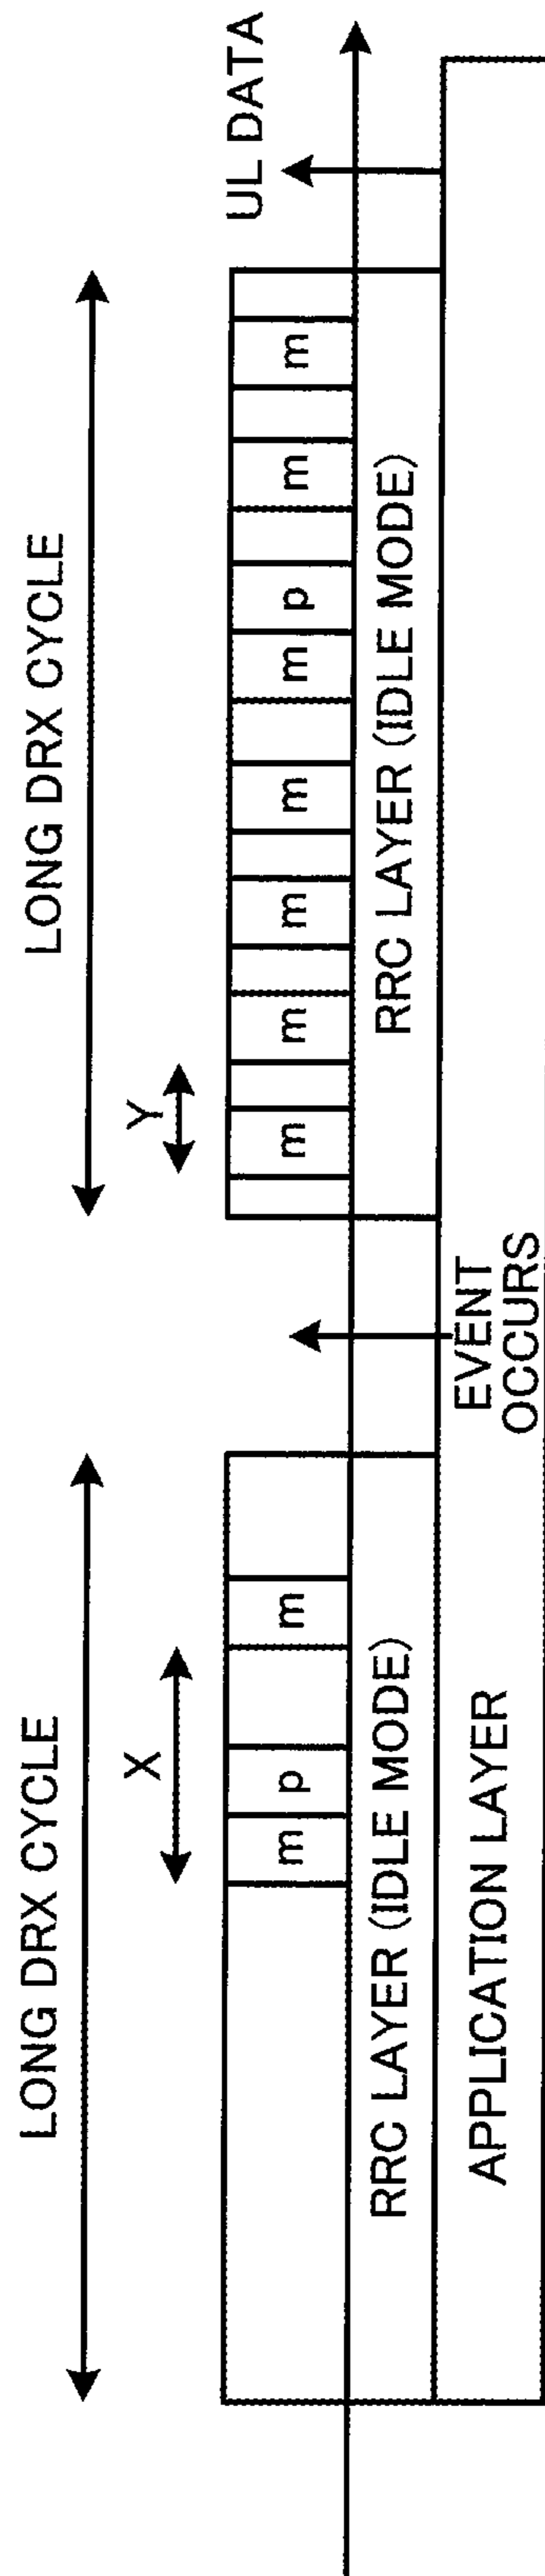 LONG DRX CYCLE
LONG DRX CYCLE
X
Y
UL DATA
m p m
m m m m m p m m
RRC LAYER (IDLE MODE)
RRC LAYER (IDLE MODE)
EVENT
OCCURS
APPLICATION LAYER